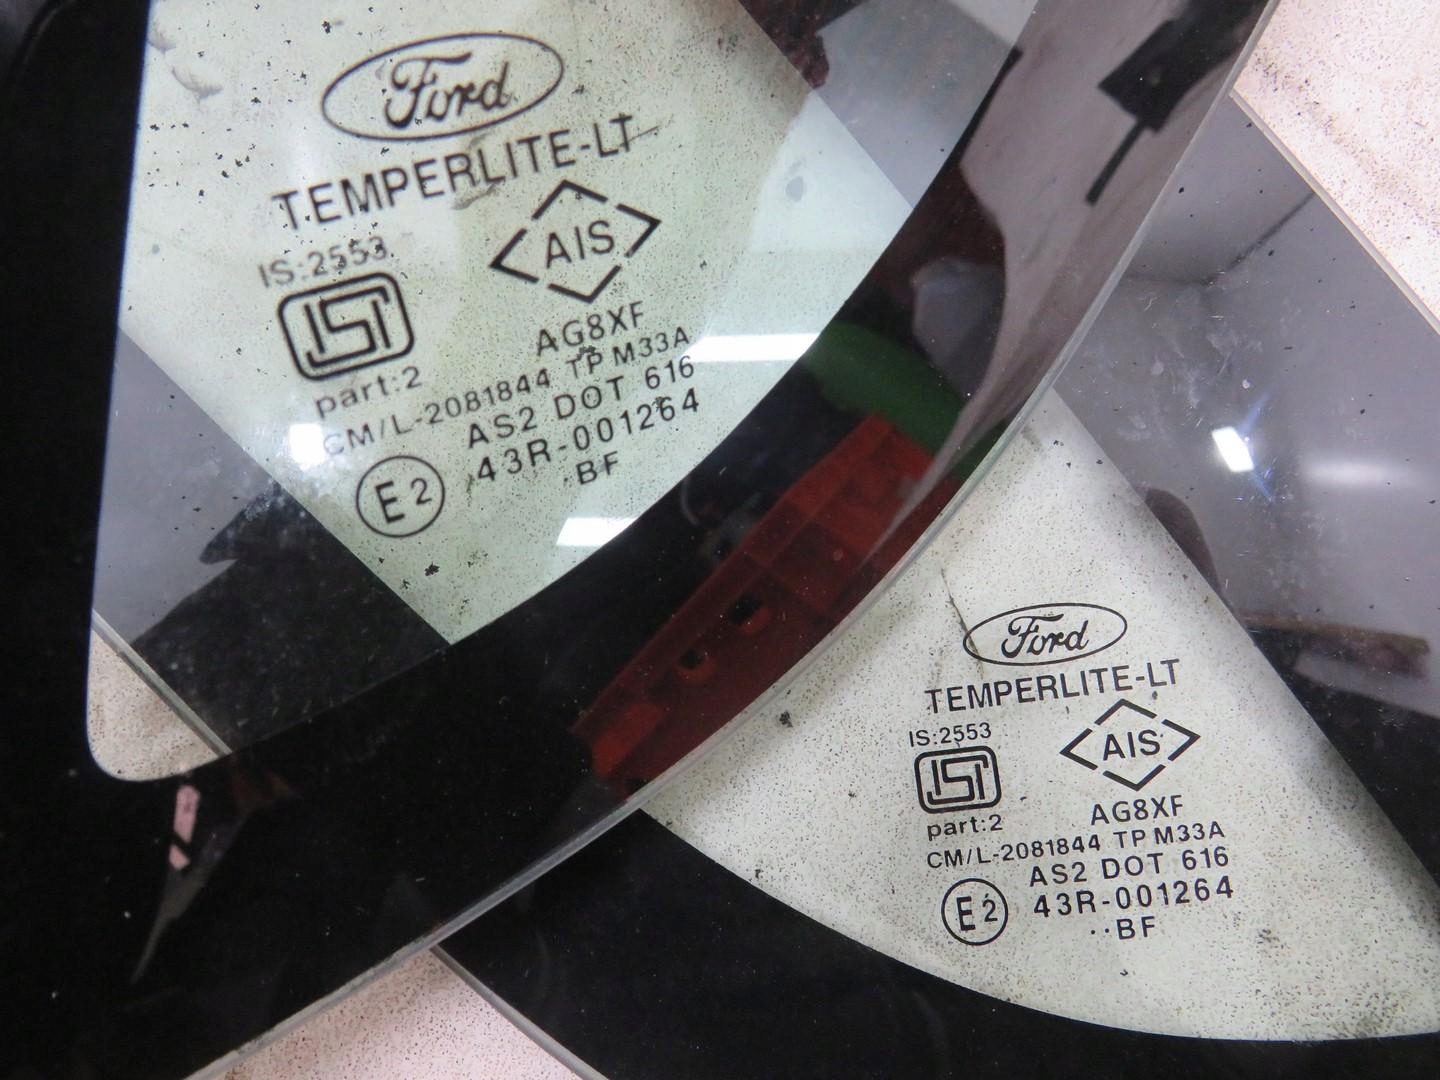 Ford
TEMPERLITE-LT
IS:2553
AIS
ISI
part:2
AG8XF
CM/L-2081844 TP M33A
AS2 DOT 616
43R-001264
E2
.BF
Ford
TEMPERLITE-LT
IS:2553
AIS
ISI
part:2
AG8XF
CM/L-2081844 TP M33A
AS2 DOT 616
43R-001264
E2
..BF